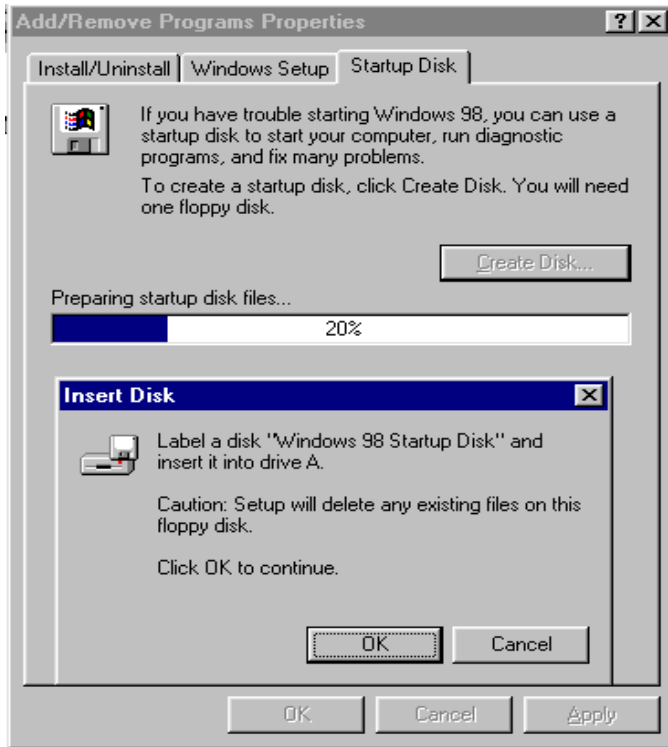 Add/Remove Programs Properties
Install/Uninstall Windows Setup Startup Disk
If you have trouble starting Windows 98, you can use a
startup disk to start your computer, run diagnostic
programs, and fix many problems.
To create a startup disk, click Create Disk. You will need
one floppy disk.
Create Disk...
Preparing startup disk files...
20%
Insert Disk
Label a disk "Windows 98 Startup Disk" and
insert it into drive A.
Caution: Setup will delete any existing files on this
floppy disk.
Click OK to continue.
OK Cancel
OK Cancel Apply